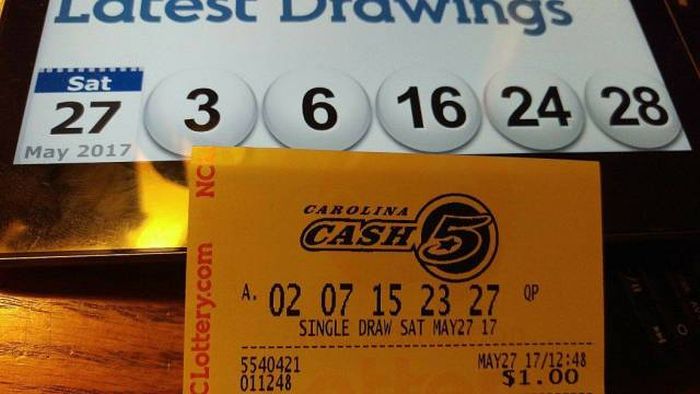 Latest Drawings
Sat
27
May 2017
3 6 16 24 28
NC
CLottery.com
CAROLINA
CASH 5
A. 02 07 15 23 27 QP
SINGLE DRAW SAT MAY27 17
5540421 MAY27 17/12:48
011248 $1.00